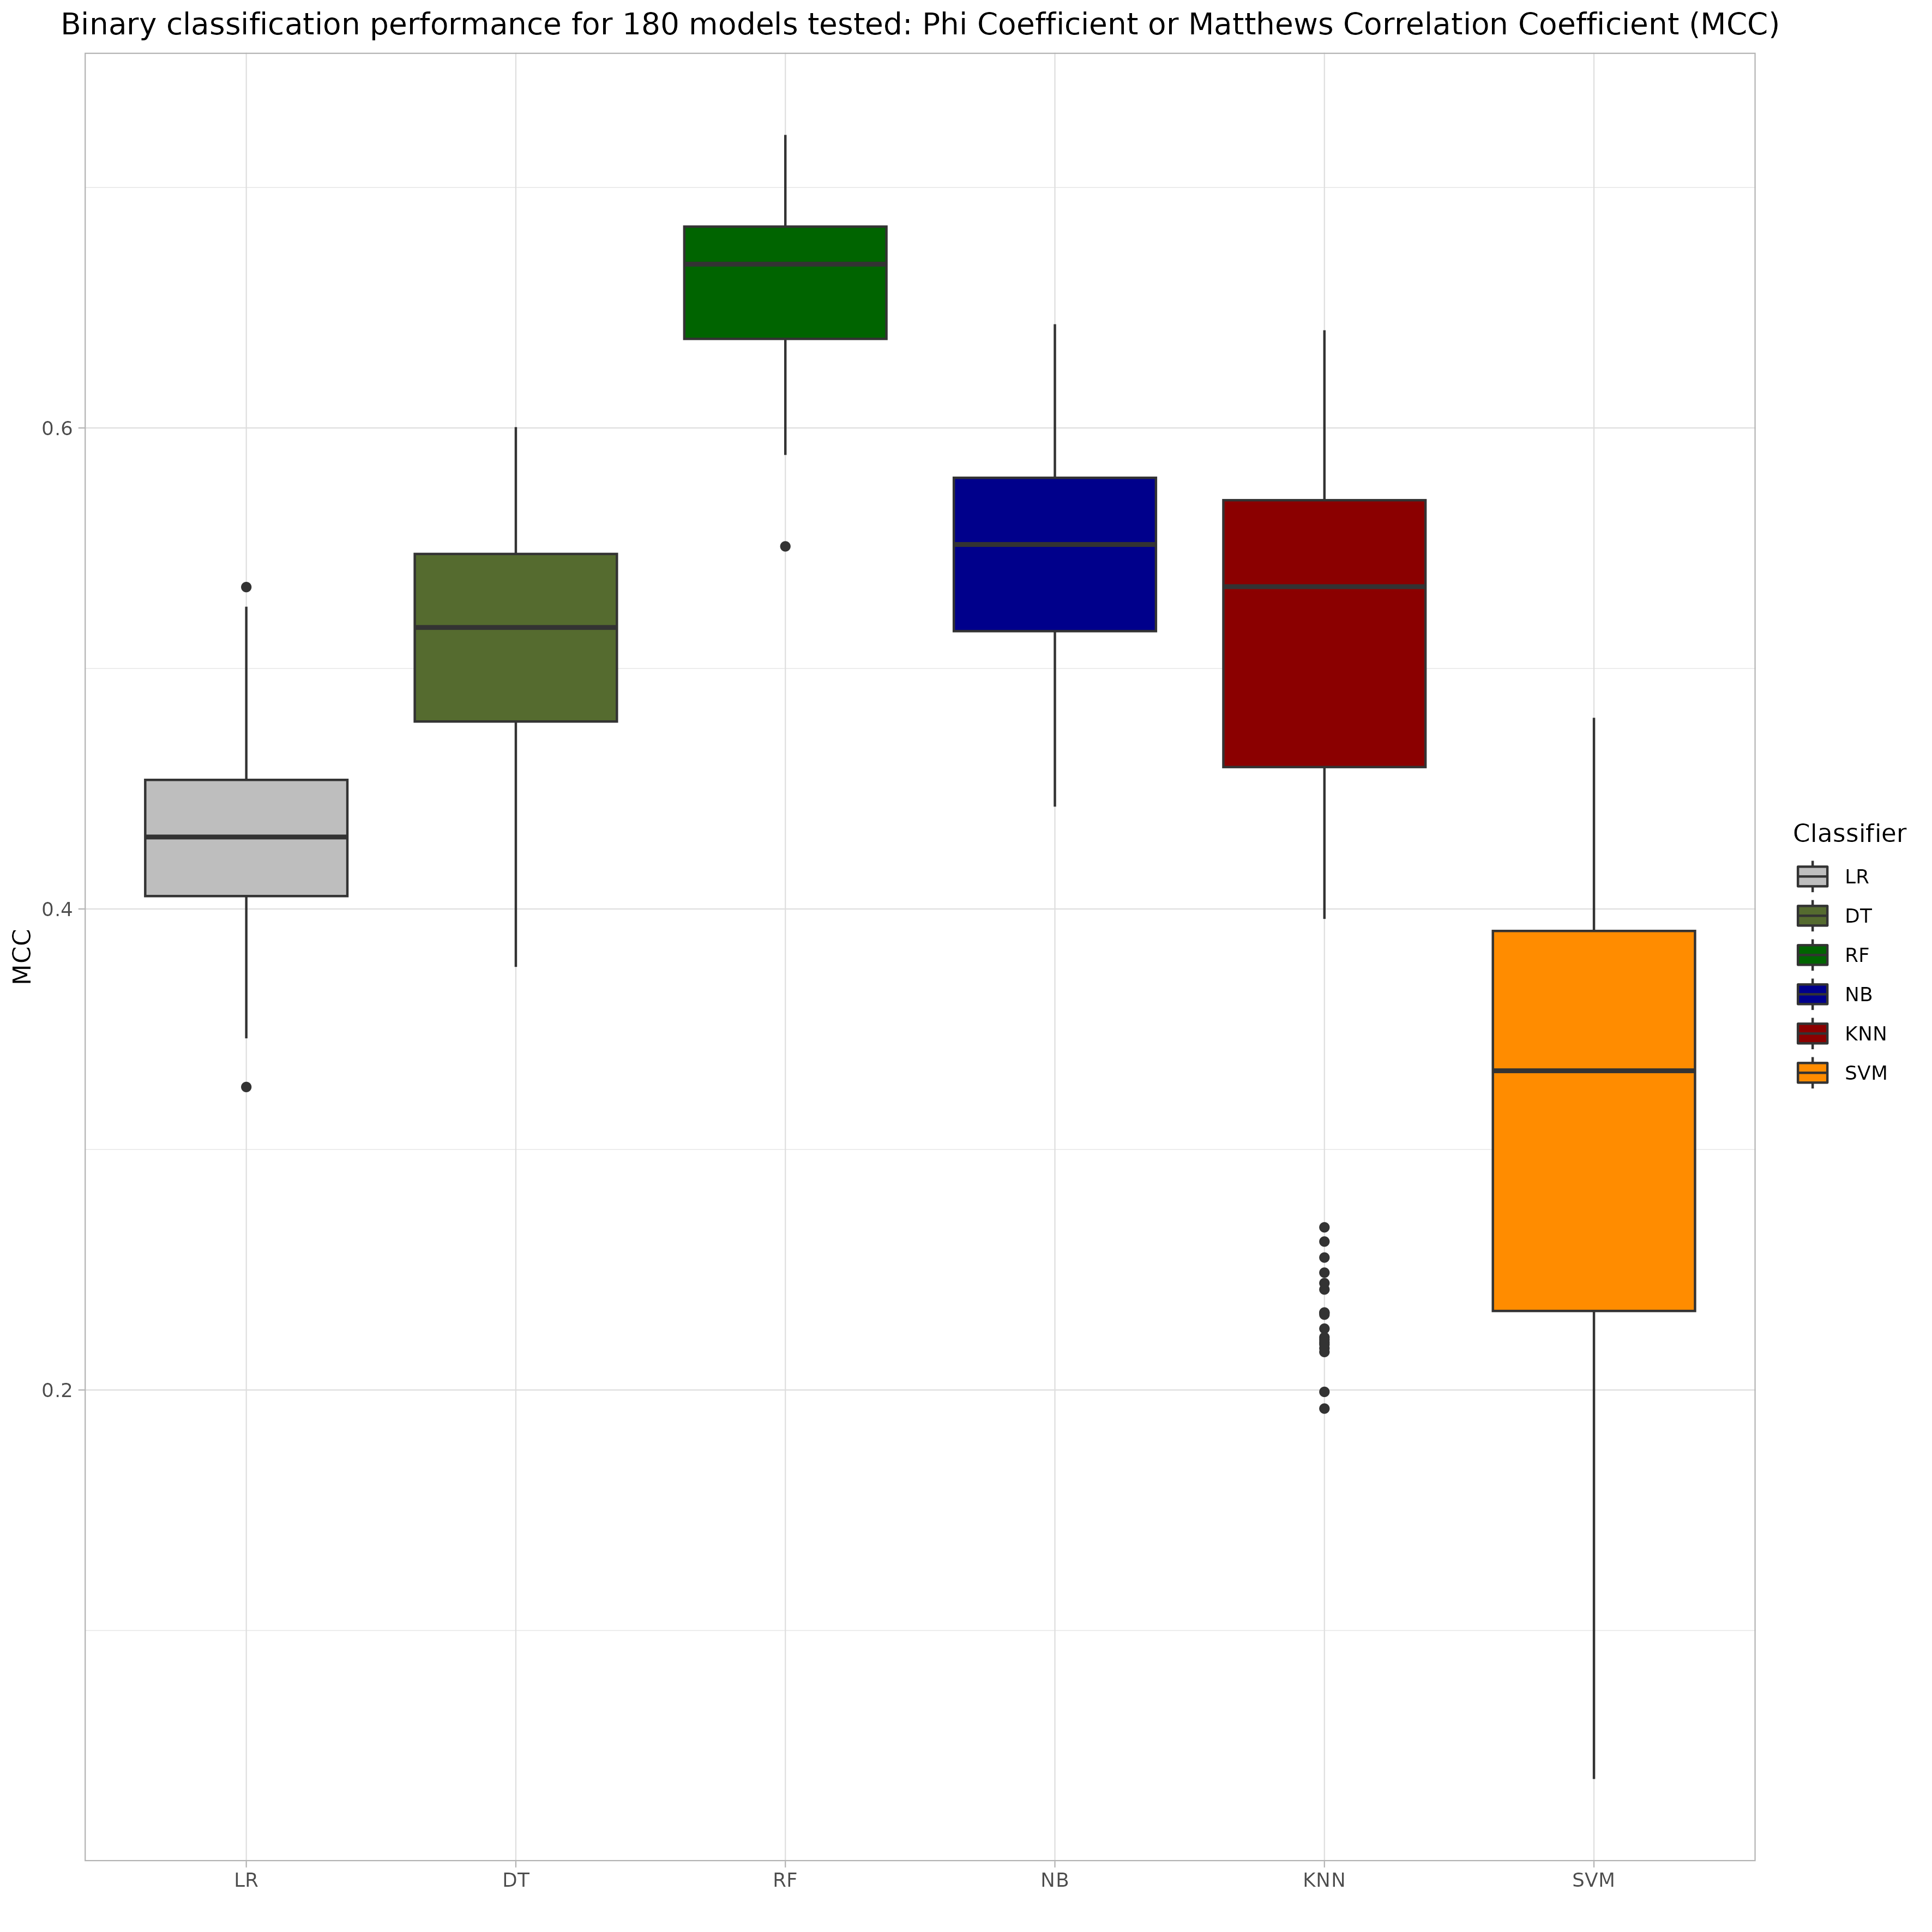 Binary classification performance for 180 models tested: Phi Coefficient or Matthews Correlation Coefficient (MCC)
MCC
0.6
0.4
0.2
LR DT RF NB KNN SVM
Classifier
LR
DT
RF
NB
KNN
SVM